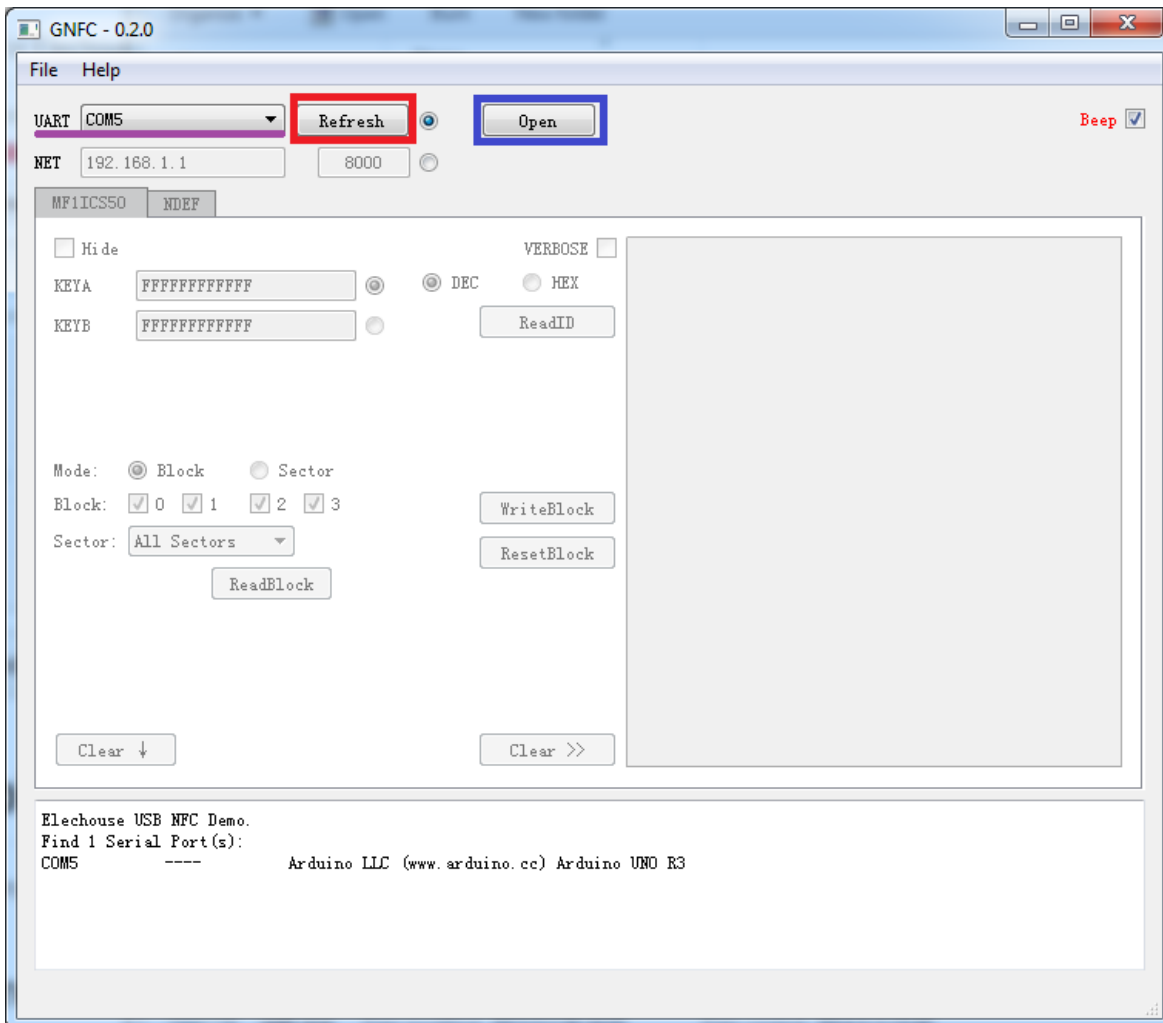 GNFC - 0.2.0
File Help
UART COM5 Refresh Open Beep
NET 192.168.1.1 8000
MF1ICS50 NDEF
Hide VERBOSE
KEYA FFFFFFFFFFFF DEC HEX
KEYB FFFFFFFFFFFF ReadID
Mode: Block Sector
Block: 0 1 2 3 WriteBlock
Sector: All Sectors ResetBlock
ReadBlock
Clear ↓ Clear >>
Elechouse USB NFC Demo.
Find 1 Serial Port(s):
COM5 ---- Arduino LLC (www.arduino.cc) Arduino UNO R3